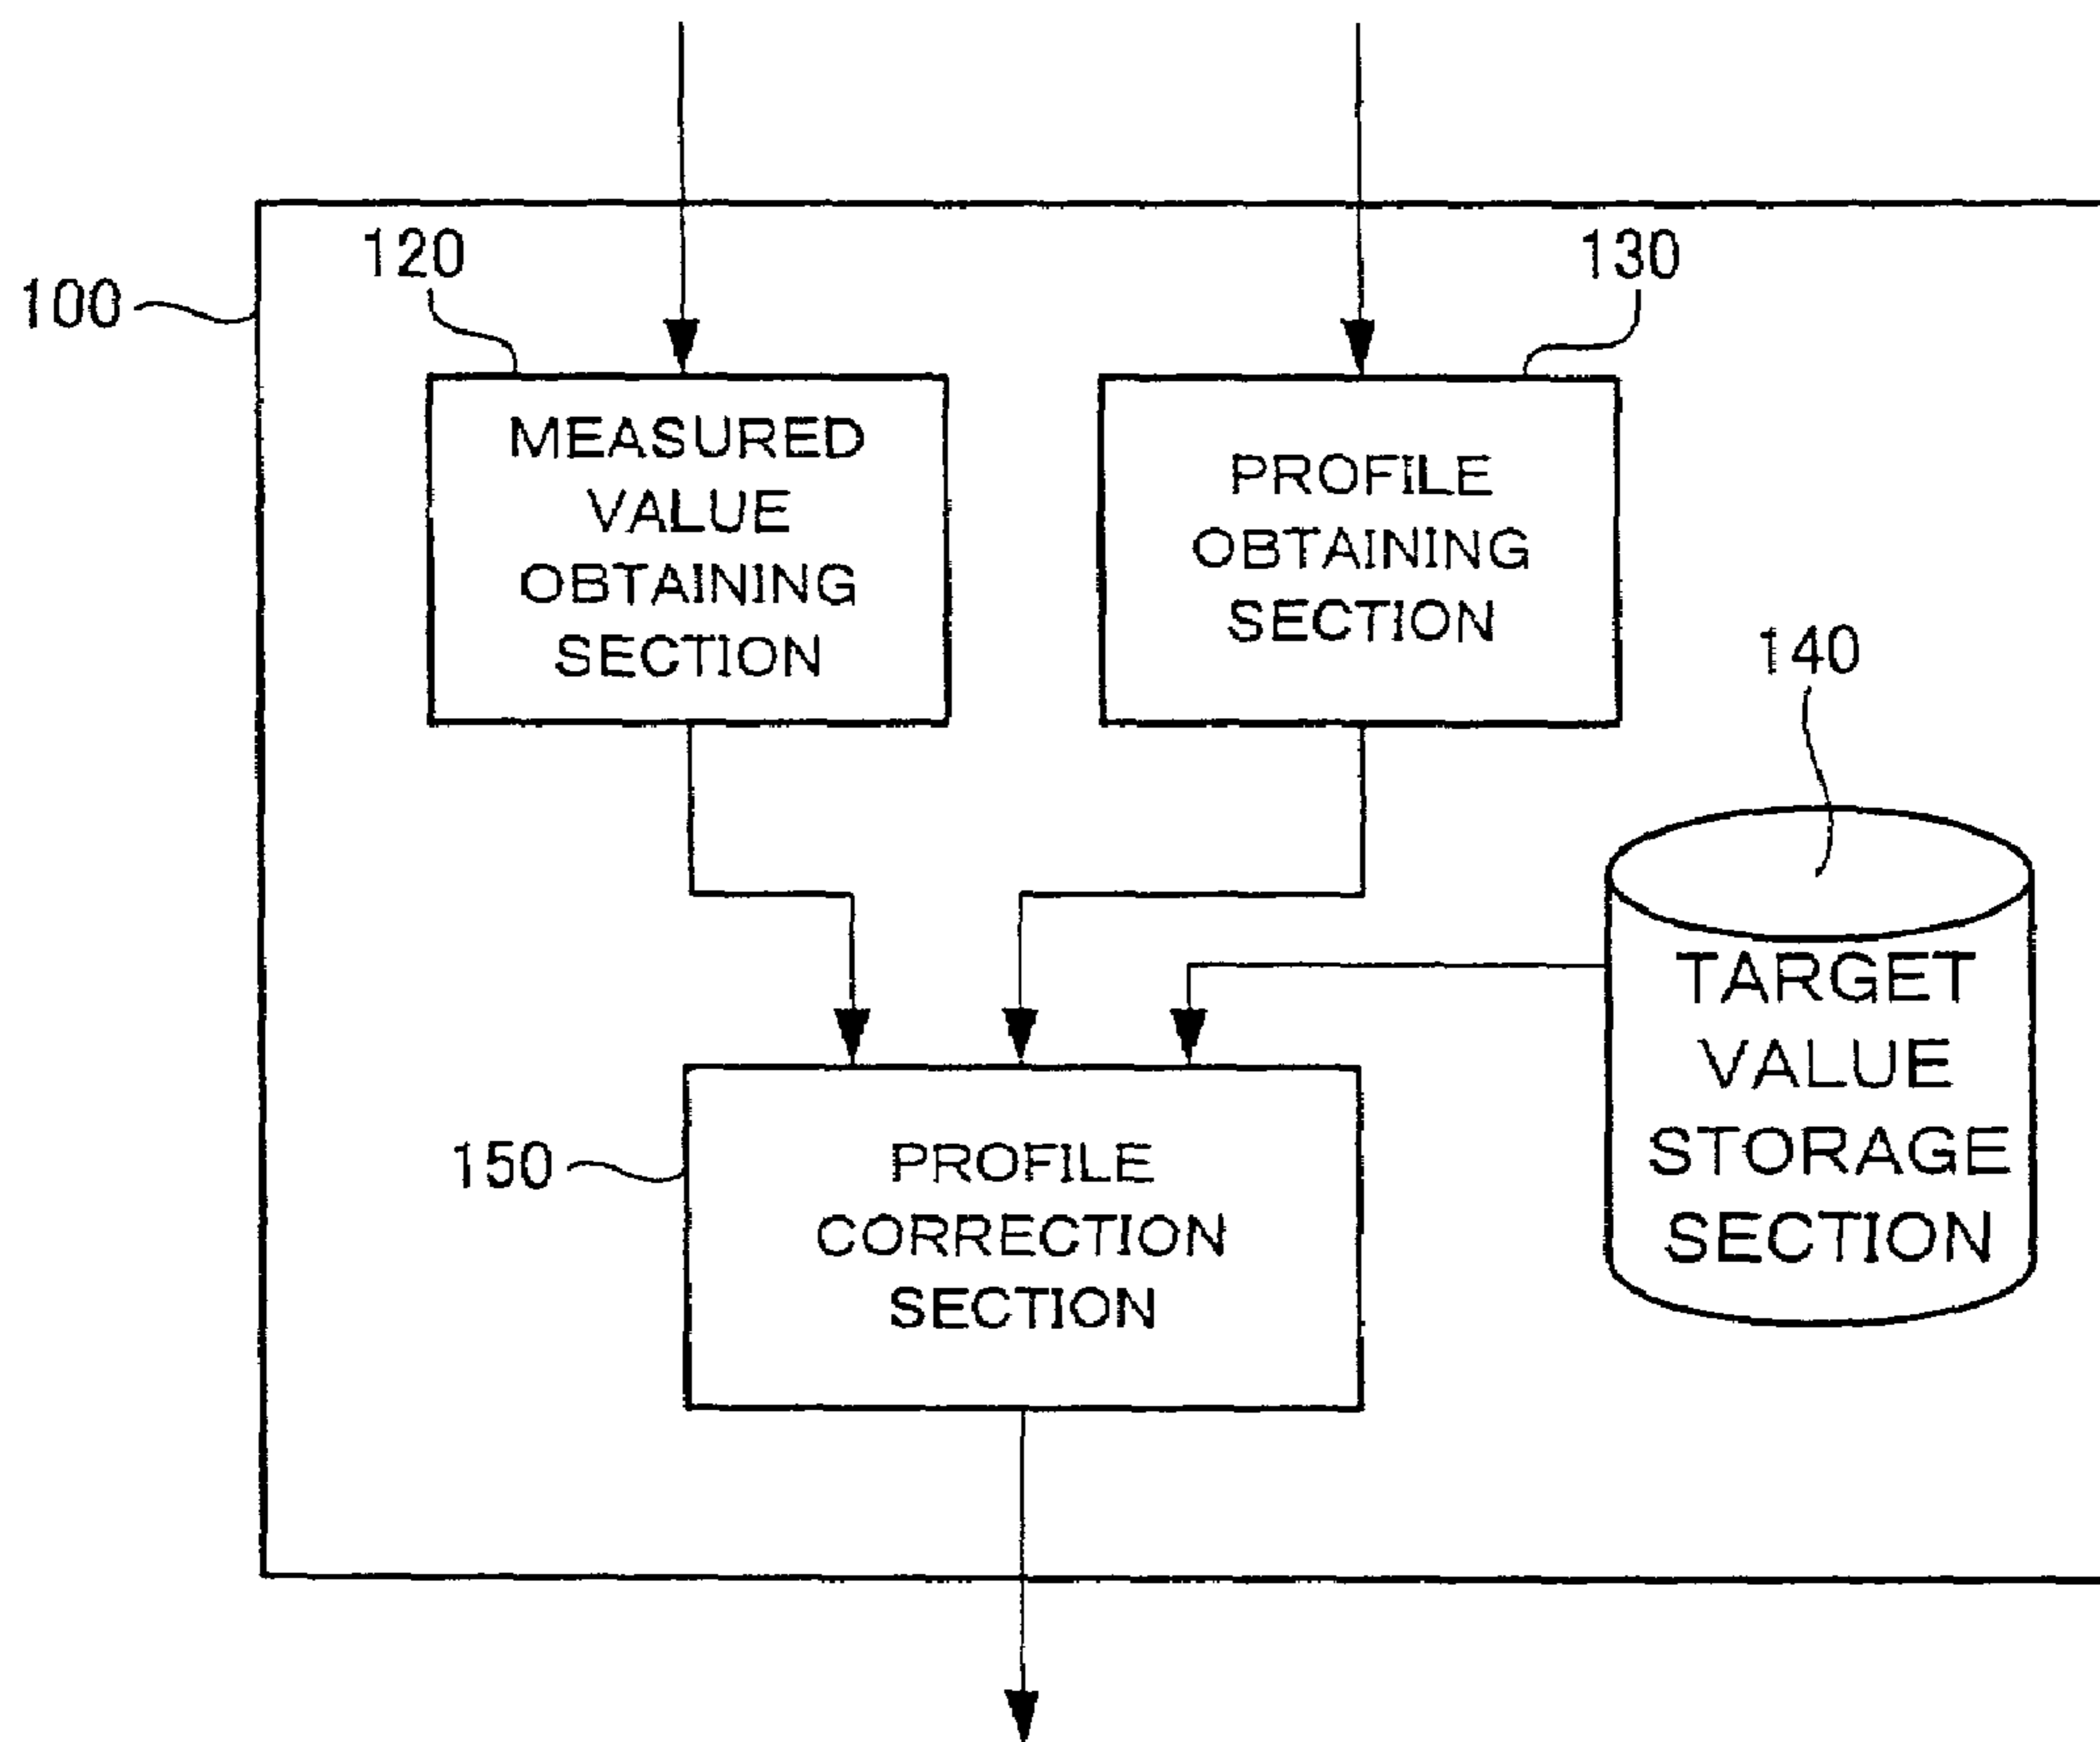 120
130
100
MEASURED
VALUE
OBTAINING
SECTION
PROFILE
OBTAINING
SECTION
140
TARGET
VALUE
STORAGE
SECTION
150
PROFILE
CORRECTION
SECTION